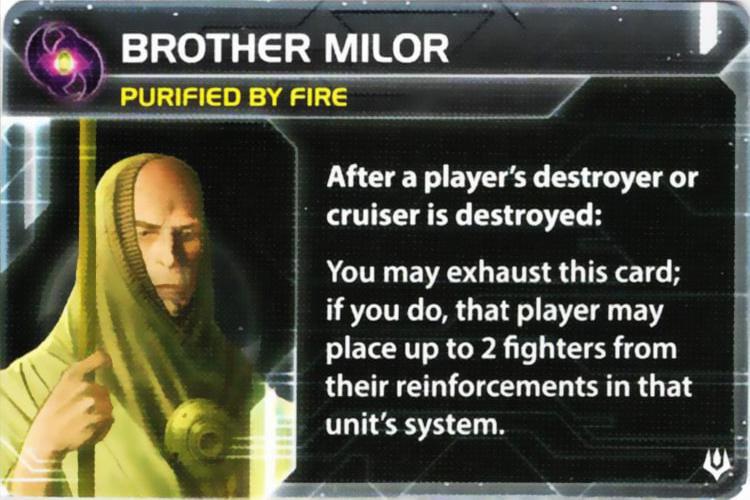 BROTHER MILOR
PURIFIED BY FIRE
After a player's destroyer or
cruiser is destroyed:
You may exhaust this card;
if you do, that player may
place up to 2 fighters from
their reinforcements in that
unit's system.